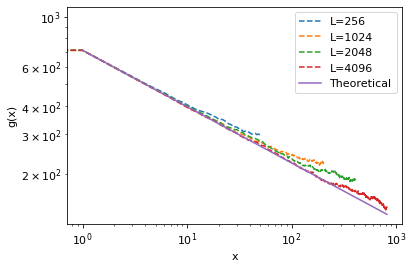 10³
6 × 10²
4 × 10²
3 × 10²
2 × 10²
g(x)
L=256
L=1024
L=2048
L=4096
Theoretical
10⁰ 10¹ 10² 10³
x